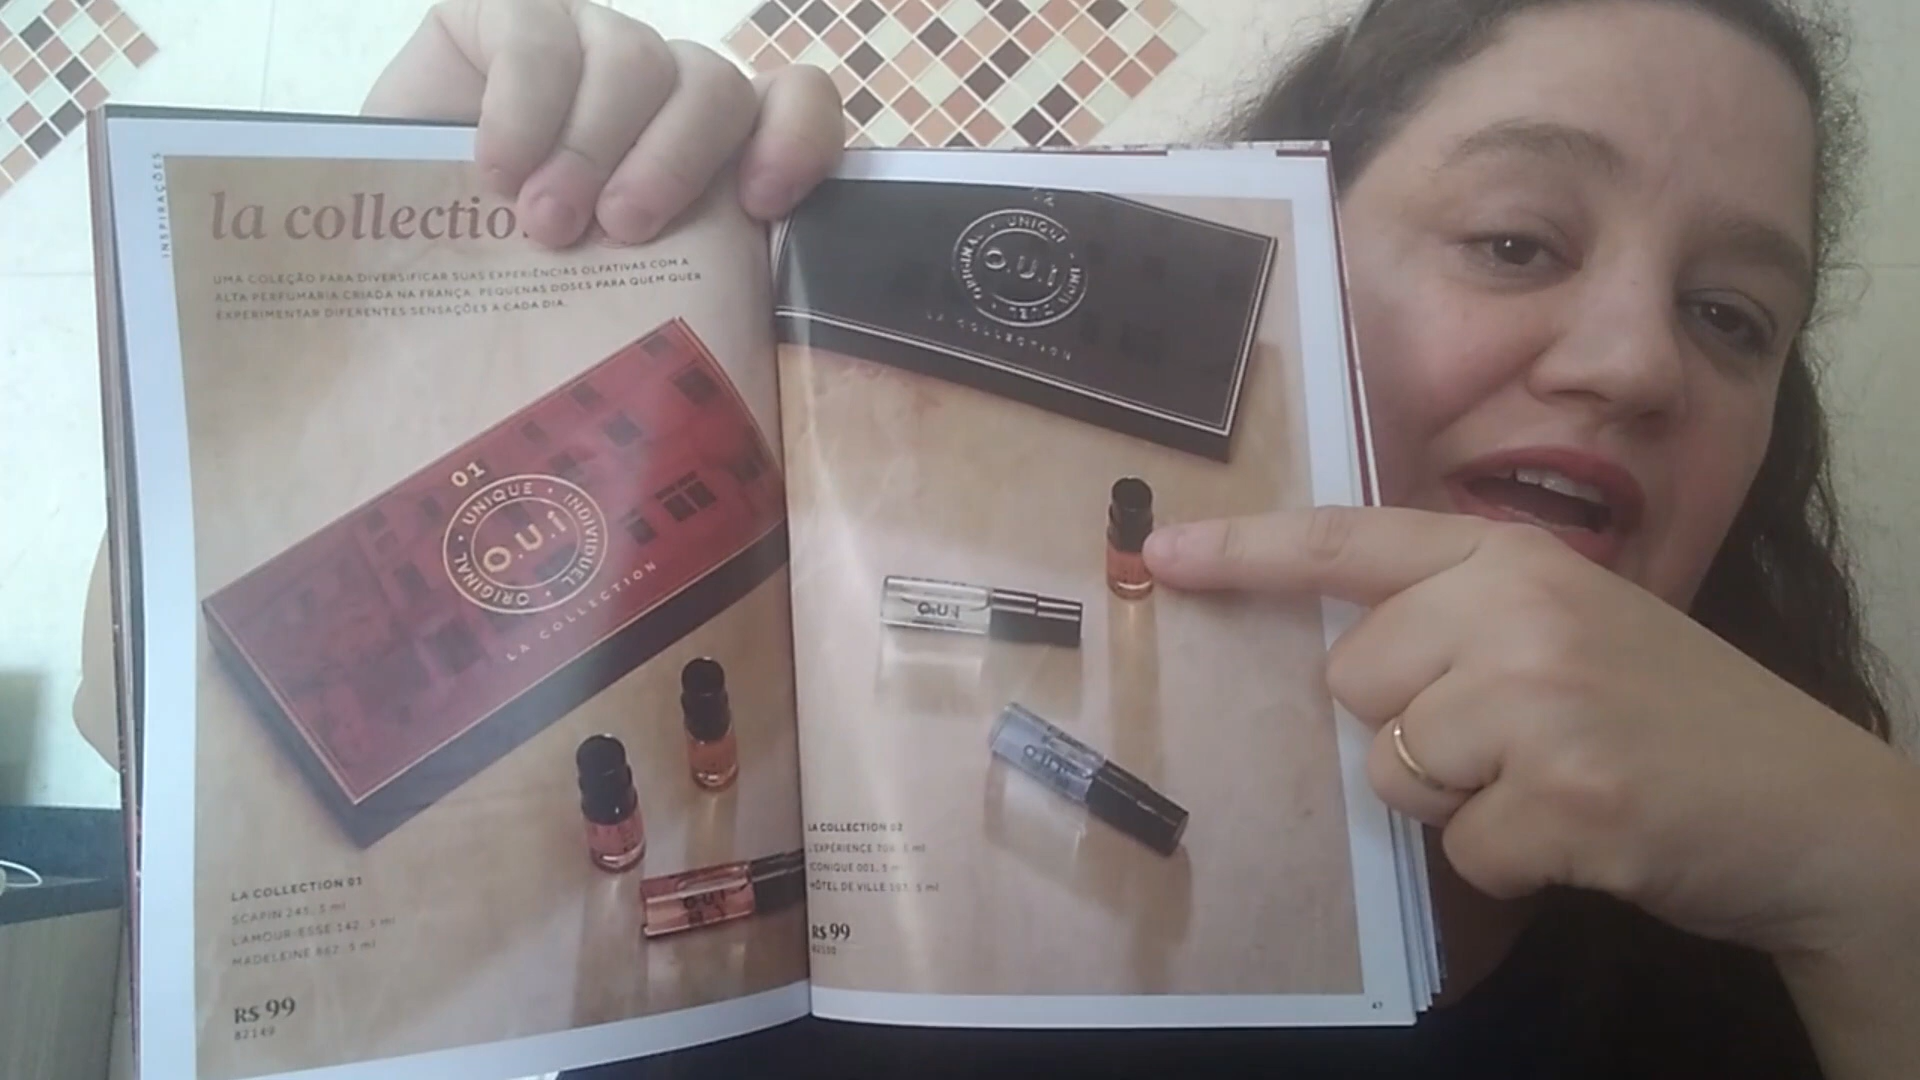 INSPIRAÇÕES
la collectio
UMA COLEÇÃO PARA DIVERSIFICAR SUAS EXPERIÊNCIAS OLFATIVAS COM A
ALTA PERFUMARIA CRIADA NA FRANÇA. PEQUENAS DOSES PARA QUEM QUER
EXPERIMENTAR DIFERENTES SENSAÇÕES A CADA DIA.
01
ORIGINAL • UNIQUE • INDIVIDUEL •
O.U.i
LA COLLECTION
O.U.i
LA COLLECTION 01
SCAPIN 245, 5 ml
L'AMOUR-ESSE 142, 5 ml
MADELEINE 862, 5 ml
R$ 99
82149
ORIGINAL • UNIQUE •
O.U.i
LA COLLECTION
O.U.i
O.U.i
LA COLLECTION 02
L'EXPÉRIENCE 5 ml
ICONIQUE 001, 5 ml
HÔTEL DE VILLE 5 ml
R$ 99
47